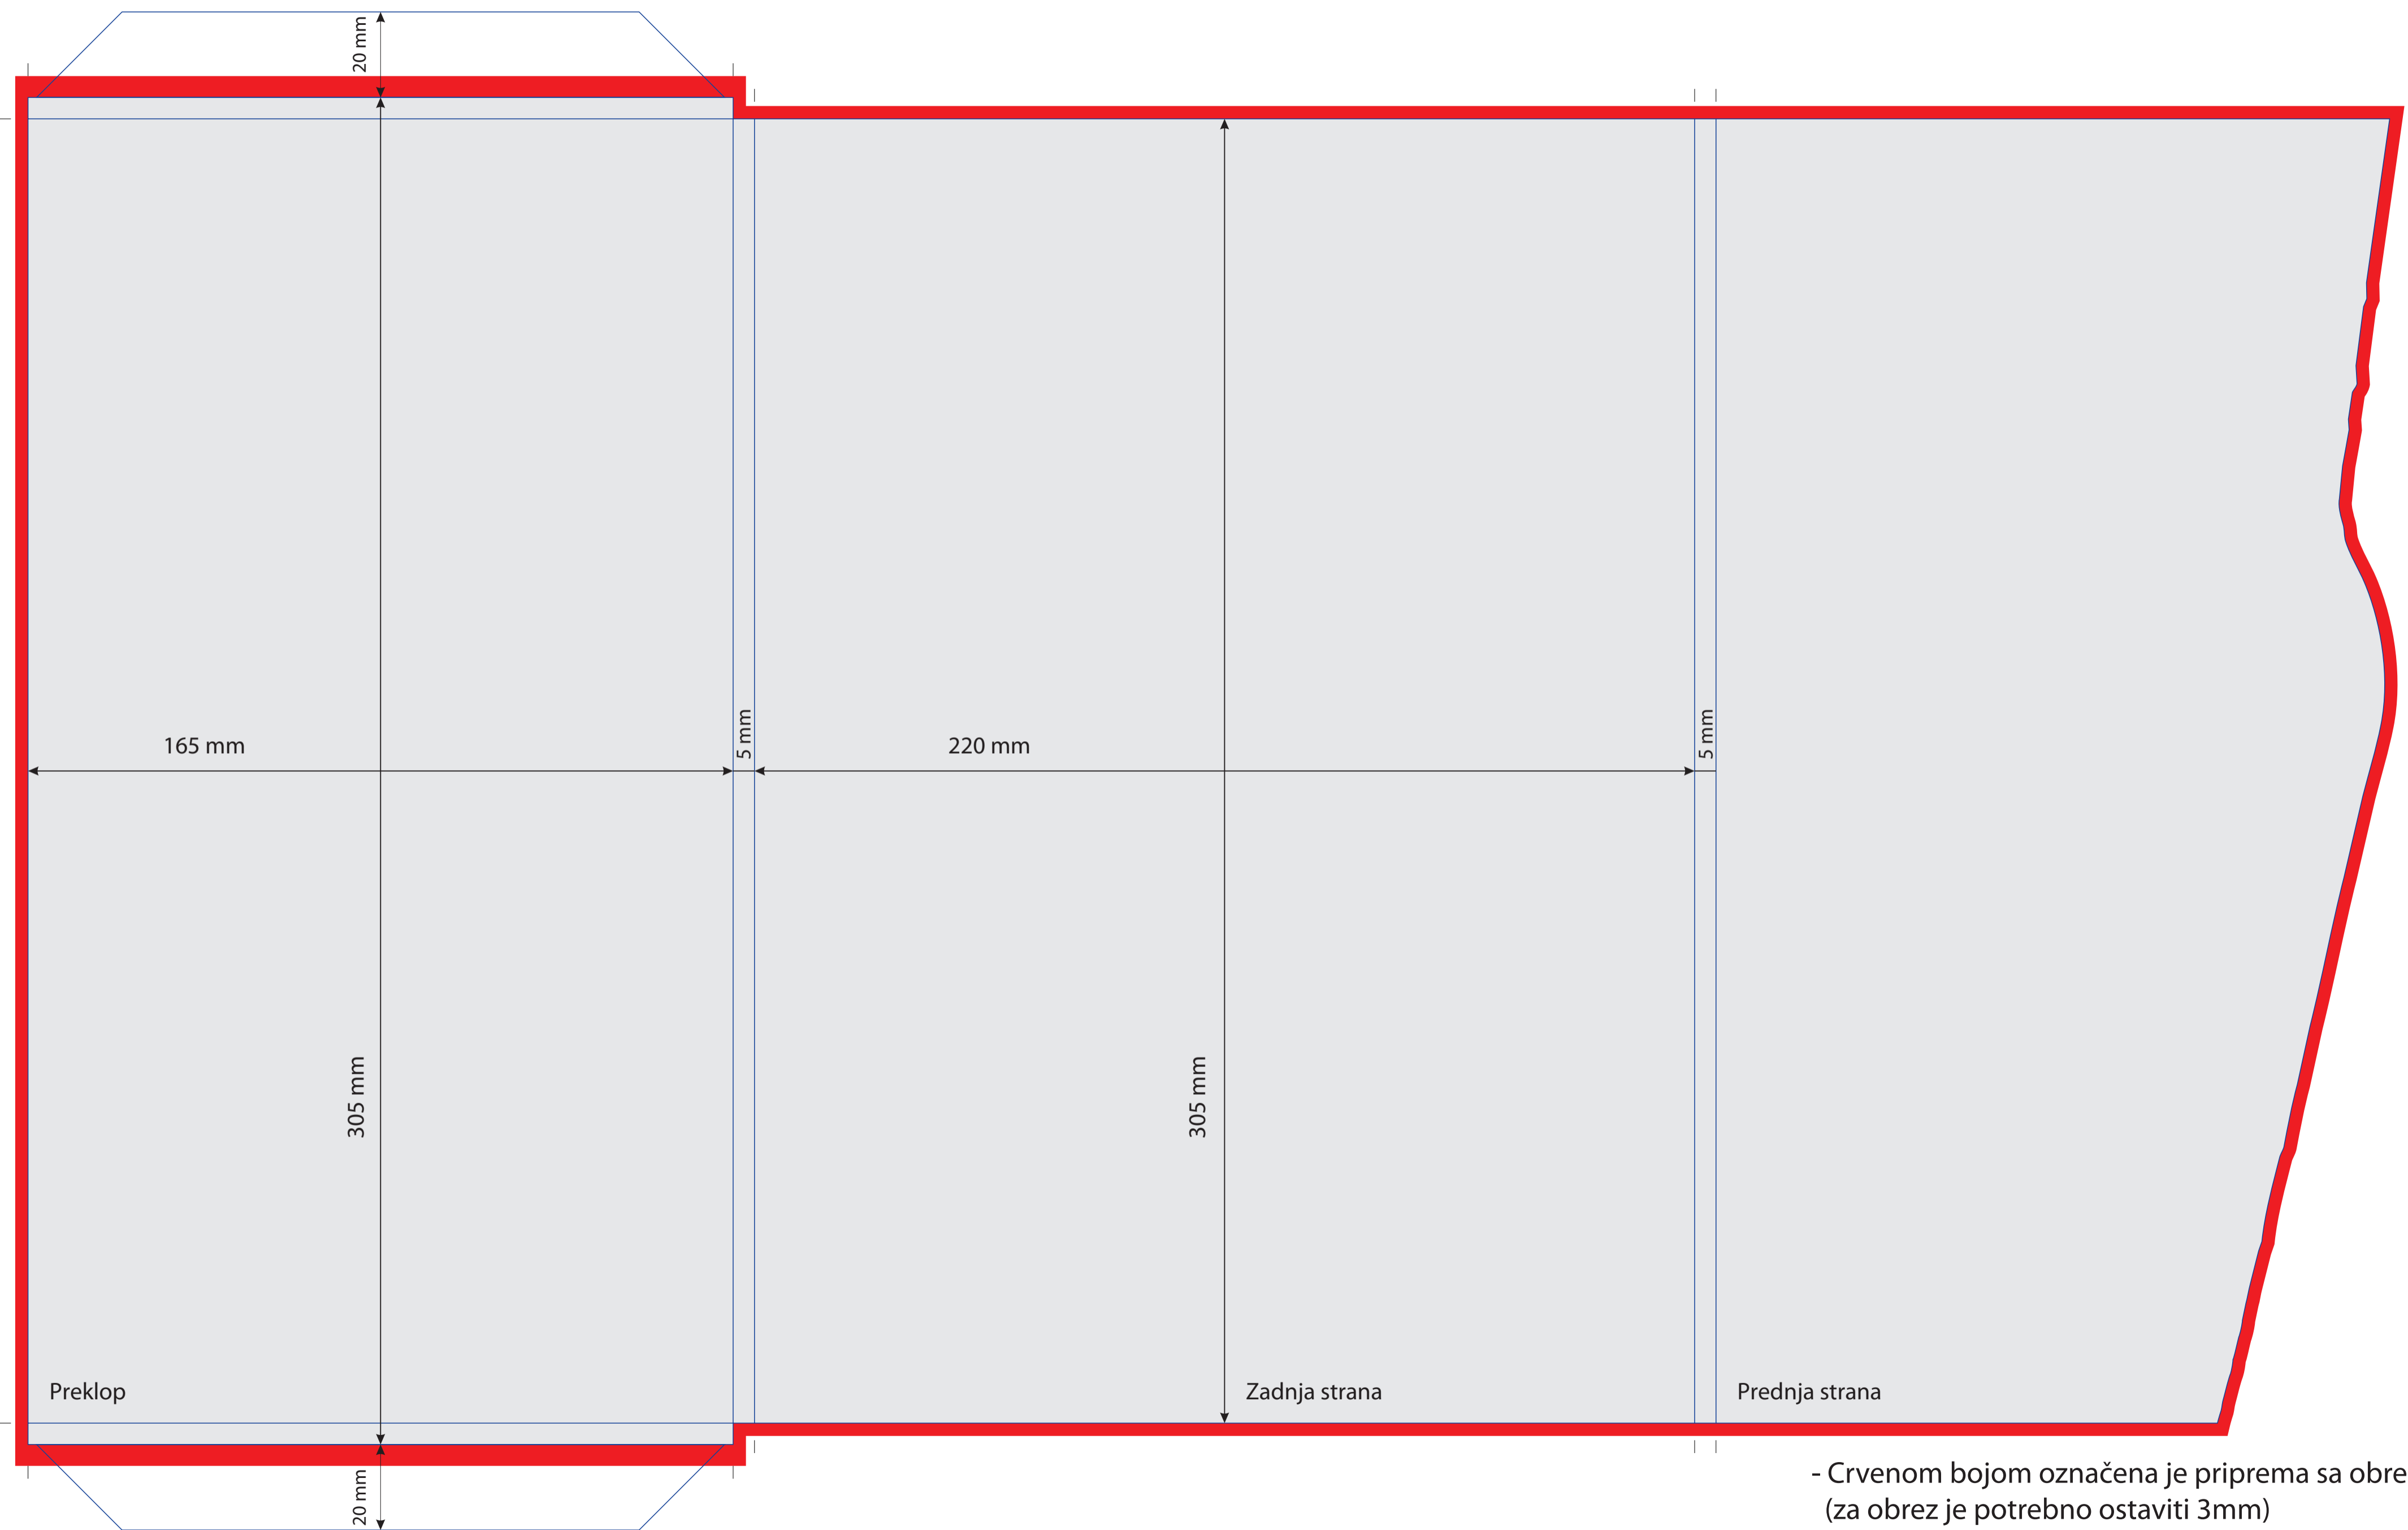 20 mm
165 mm
5 mm
220 mm
5 mm
305 mm
305 mm
Preklop
Zadnja strana
Prednja strana
20 mm
- Crvenom bojom označena je priprema sa obre
(za obrez je potrebno ostaviti 3mm)